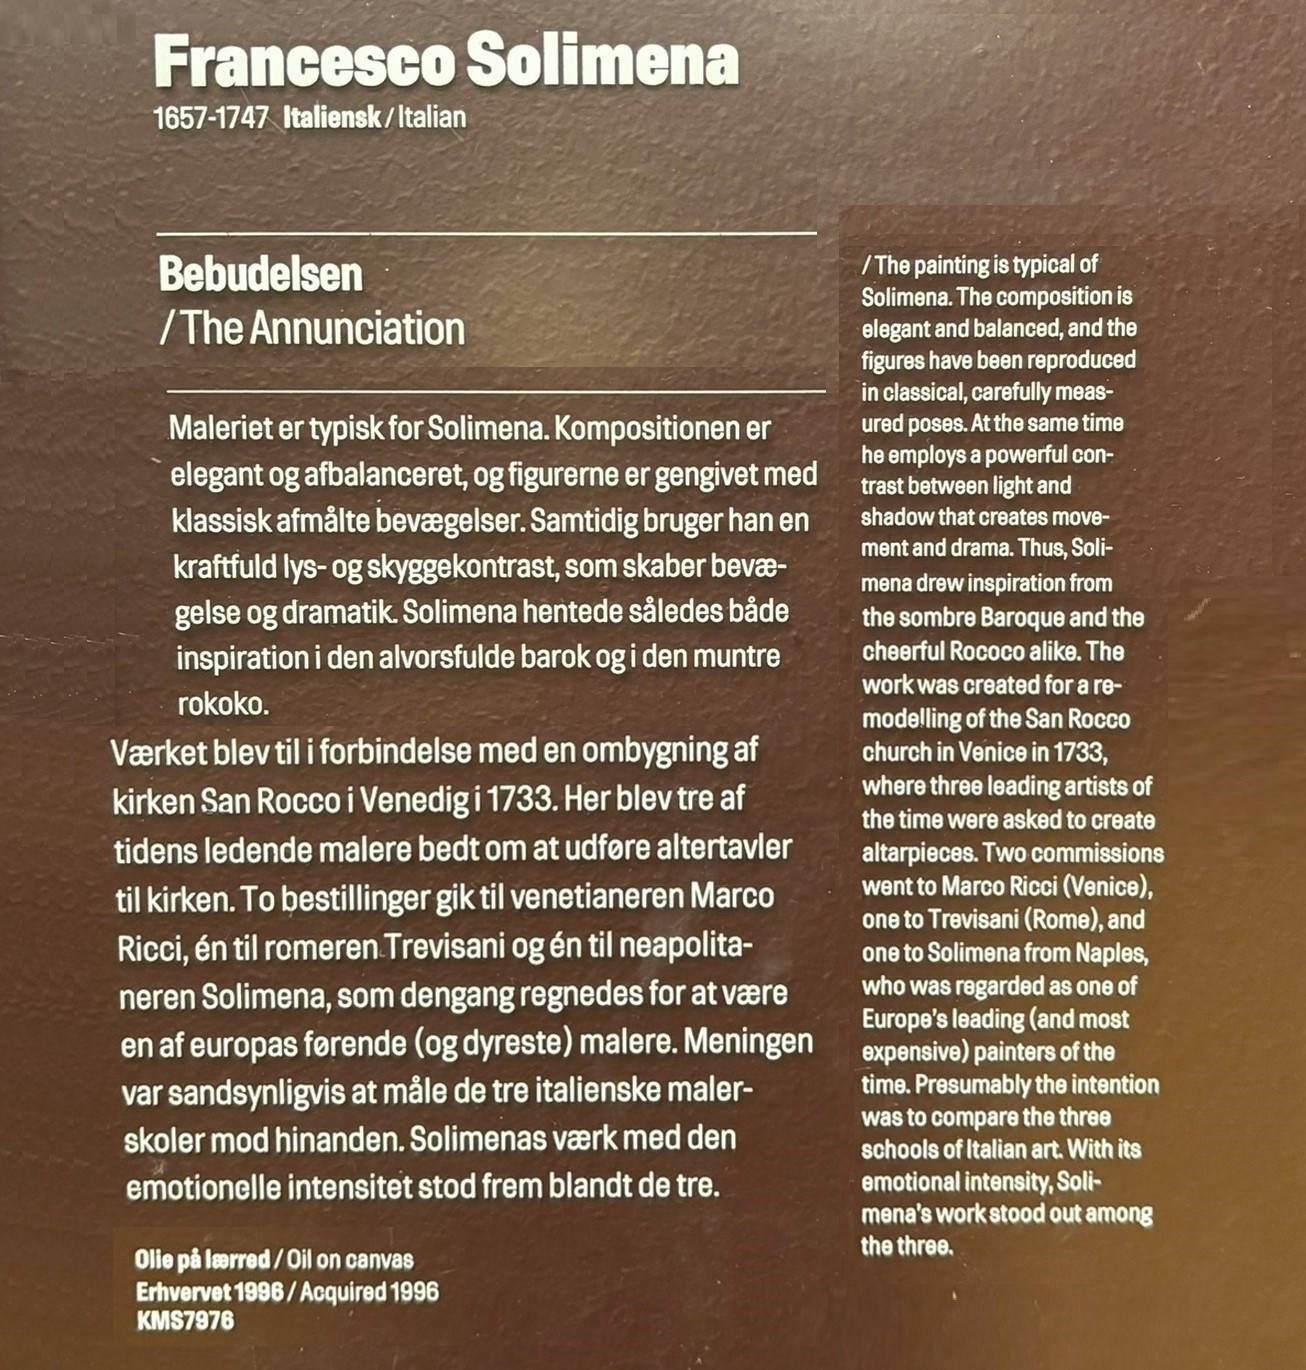 Francesco Solimena
1657-1747 Italiensk / Italian
Bebudelsen
/ The Annunciation
Maleriet er typisk for Solimena. Kompositionen er
elegant og afbalanceret, og figurerne er gengivet med
klassisk afmålte bevægelser. Samtidig bruger han en
kraftfuld lys- og skyggekontrast, som skaber bevæ-
gelse og dramatik. Solimena hentede således både
inspiration i den alvorsfulde barok og i den muntre
rokoko.
Værket blev til i forbindelse med en ombygning af
kirken San Rocco i Venedig i 1733. Her blev tre af
tidens ledende malere bedt om at udføre altertavler
til kirken. To bestillinger gik til venetianeren Marco
Ricci, én til romeren Trevisani og én til neapolita-
neren Solimena, som dengang regnedes for at være
en af europas førende (og dyreste) malere. Meningen
var sandsynligvis at måle de tre italienske maler-
skoler mod hinanden. Solimenas værk med den
emotionelle intensitet stod frem blandt de tre.
Olie på lærred / Oil on canvas
Erhvervet 1996 / Acquired 1996
KMS7976
/ The painting is typical of
Solimena. The composition is
elegant and balanced, and the
figures have been reproduced
in classical, carefully meas-
ured poses. At the same time
he employs a powerful con-
trast between light and
shadow that creates move-
ment and drama. Thus, Soli-
mena drew inspiration from
the sombre Baroque and the
cheerful Rococo alike. The
work was created for a re-
modelling of the San Rocco
church in Venice in 1733,
where three leading artists of
the time were asked to create
altarpieces. Two commissions
went to Marco Ricci (Venice),
one to Trevisani (Rome), and
one to Solimena from Naples,
who was regarded as one of
Europe's leading (and most
expensive) painters of the
time. Presumably the intention
was to compare the three
schools of Italian art. With its
emotional intensity, Soli-
mena's work stood out among
the three.